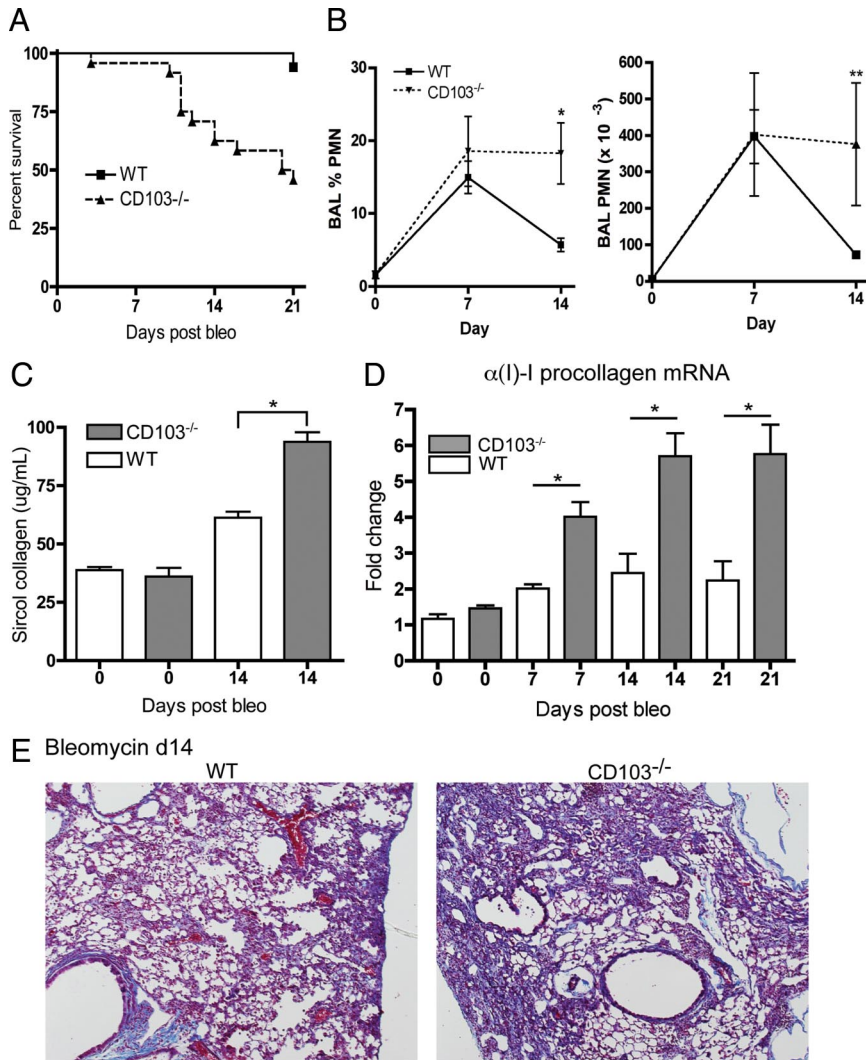 A
100
75
50
25
0
Percent survival
WT
CD103-/-
0 7 14 21
Days post bleo
B
30
20
10
0
BAL % PMN
WT
CD103-/-
*
0 7 14
Day
600
500
400
300
200
100
0
BAL PMN (x 10 -3)
**
0 7 14
Day
C
100
75
50
25
0
Sircol collagen (ug/mL)
CD103-/-
WT
*
0 0 14 14
Days post bleo
D
α(I)-I procollagen mRNA
7
6
5
4
3
2
1
0
Fold change
CD103-/-
WT
* * *
0 0 7 7 14 14 21 21
Days post bleo
E Bleomycin d14
WT
CD103-/-